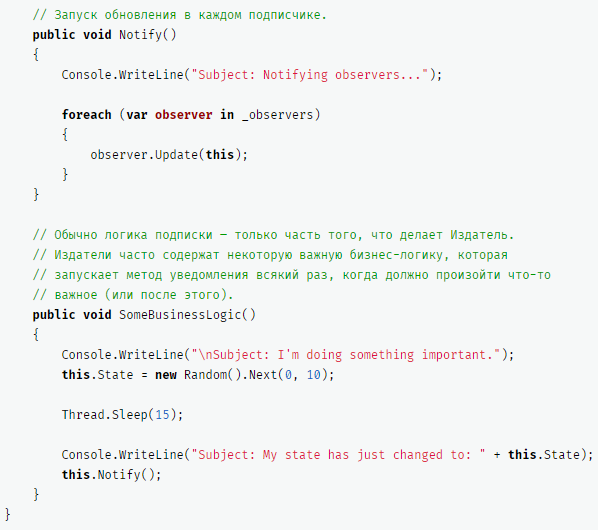 // Запуск обновления в каждом подписчике.
public void Notify()
{
Console.WriteLine("Subject: Notifying observers...");
foreach (var observer in _observers)
{
observer.Update(this);
}
}
// Обычно логика подписки – только часть того, что делает Издатель.
// Издатели часто содержат некоторую важную бизнес-логику, которая
// запускает метод уведомления всякий раз, когда должно произойти что-то
// важное (или после этого).
public void SomeBusinessLogic()
{
Console.WriteLine("\nSubject: I'm doing something important.");
this.State = new Random().Next(0, 10);
Thread.Sleep(15);
Console.WriteLine("Subject: My state has just changed to: " + this.State);
this.Notify();
}
}